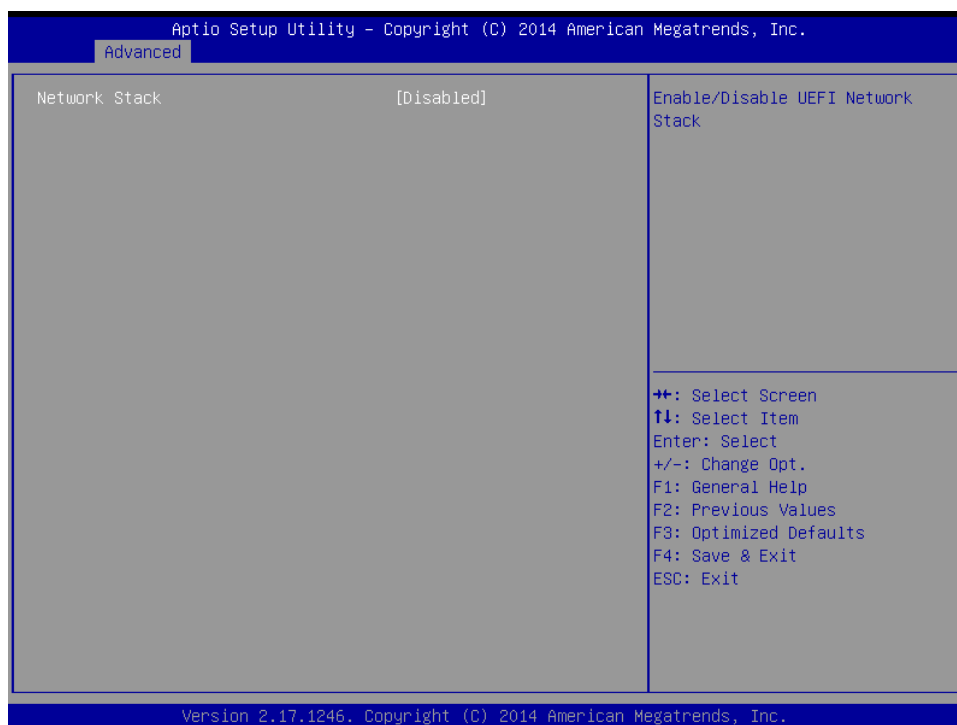 Aptio Setup Utility – Copyright (C) 2014 American Megatrends, Inc.
Advanced
Network Stack [Disabled]
Enable/Disable UEFI Network
Stack
→←: Select Screen
↑↓: Select Item
Enter: Select
+/-: Change Opt.
F1: General Help
F2: Previous Values
F3: Optimized Defaults
F4: Save & Exit
ESC: Exit
Version 2.17.1246. Copyright (C) 2014 American Megatrends, Inc.